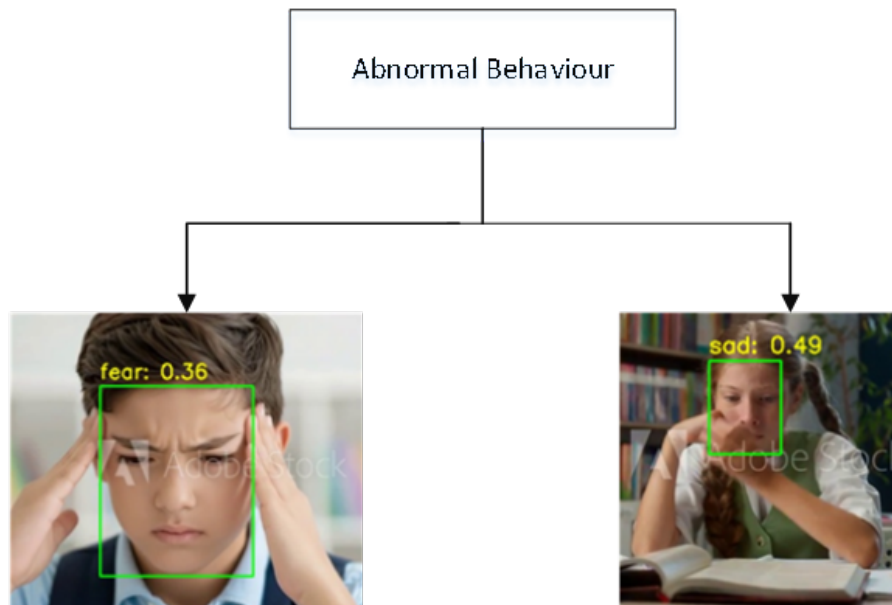 Abnormal Behaviour
fear: 0.36
sad: 0.49
Adobe Stock
Adobe Stock